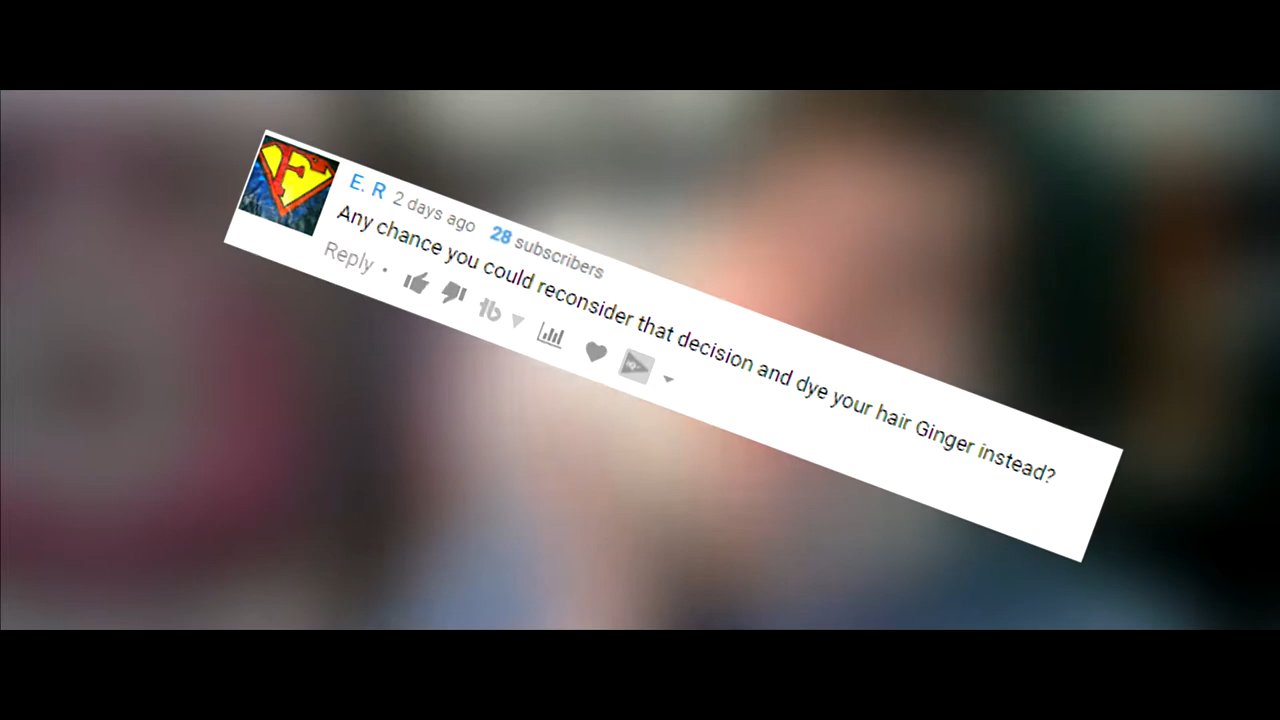 E. R 2 days ago 28 subscribers
Any chance you could reconsider that decision and dye your hair Ginger instead?
Reply •